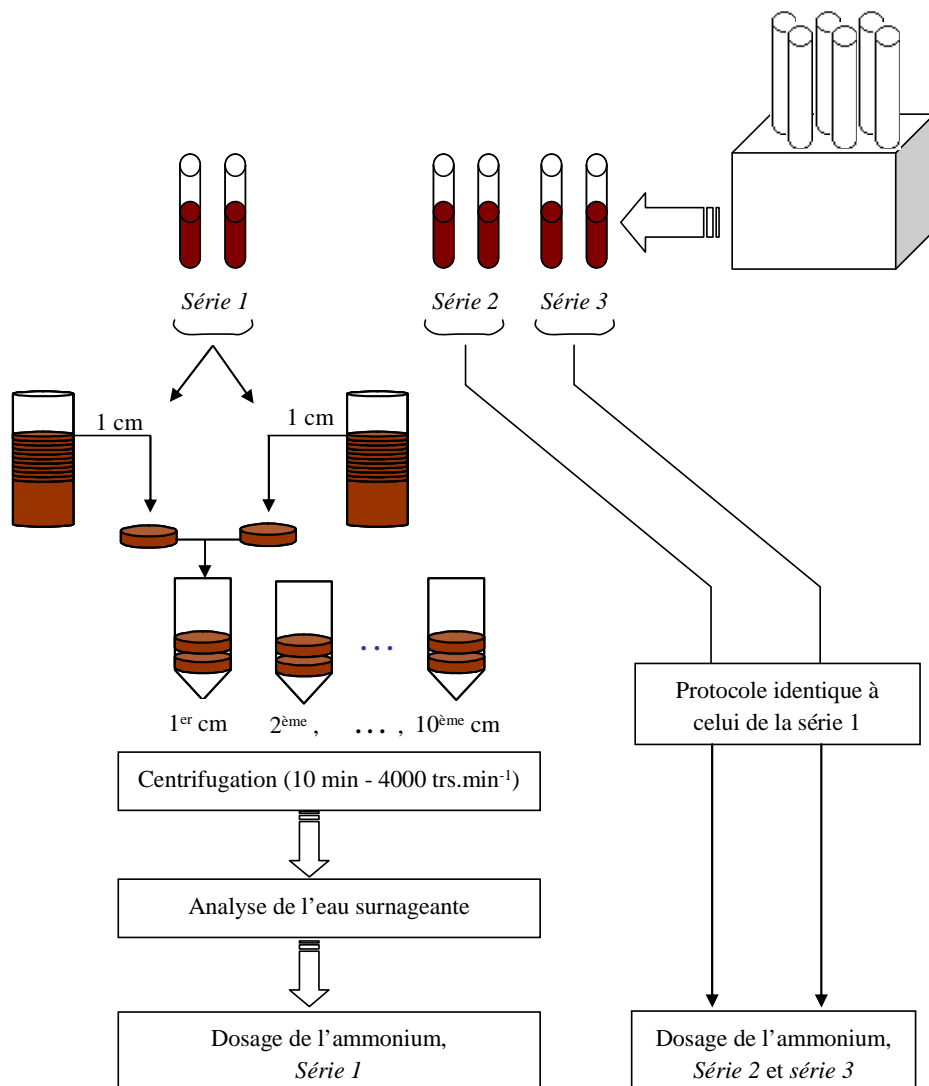 Série 1
Série 2
Série 3
1 cm
1 cm
...
1er cm
2ème , ... , 10ème cm
Protocole identique à
celui de la série 1
Centrifugation (10 min - 4000 trs.min-1)
Analyse de l’eau surnageante
Dosage de l’ammonium,
Série 1
Dosage de l’ammonium,
Série 2 et série 3